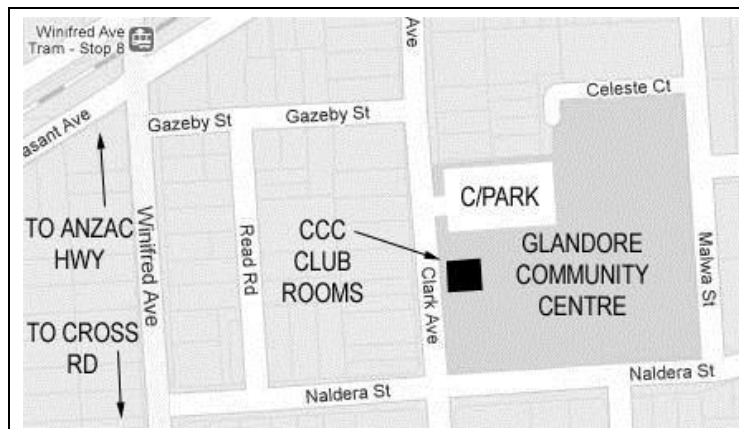 Winifred Ave
Tram - Stop 8
Ave
Celeste Ct
Gazeby St
Gazeby St
asant Ave
C/PARK
TO ANZAC
HWY
Winifred Ave
Read Rd
CCC
CLUB
ROOMS
Clark Ave
GLANDORE
COMMUNITY
CENTRE
Malwa St
TO CROSS
RD
Naldera St
Naldera St